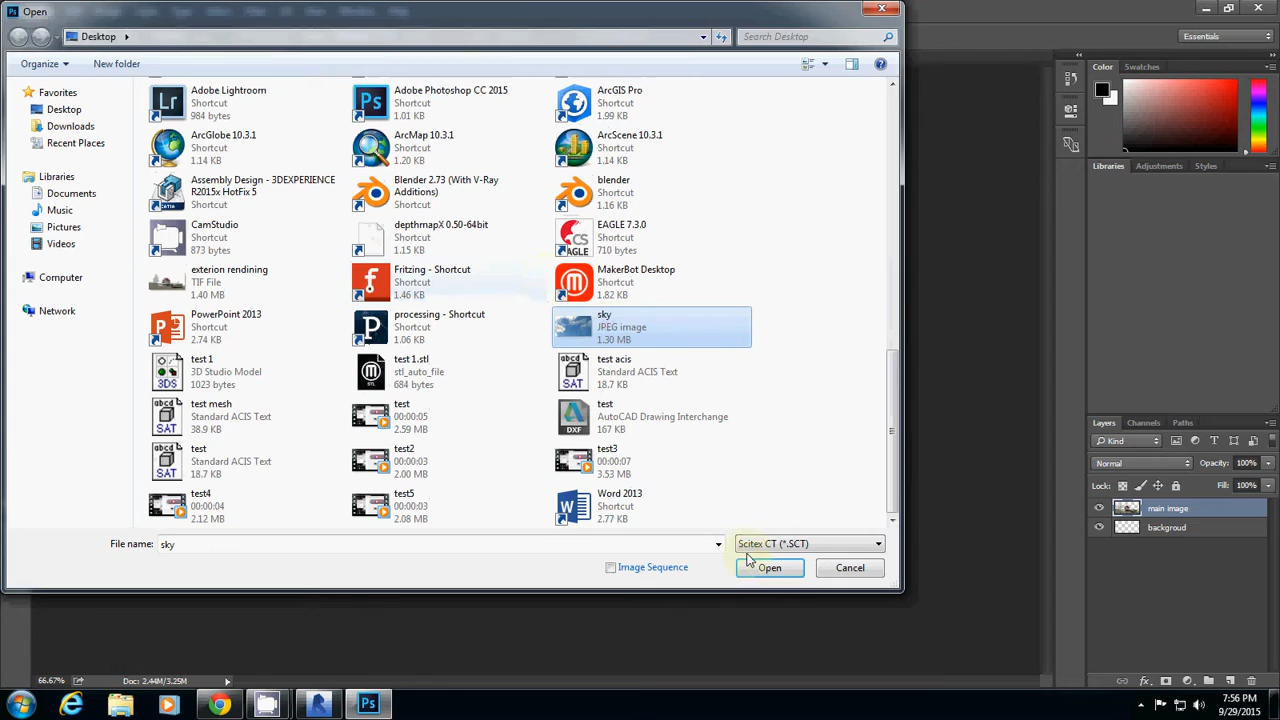 Open
Desktop
Search Desktop
Essentials
Organize
New folder
Favorites
Desktop
Downloads
Recent Places
Libraries
Documents
Music
Pictures
Videos
Computer
Network
Adobe Lightroom
Shortcut
984 bytes
Adobe Photoshop CC 2015
Shortcut
1.01 KB
ArcGIS Pro
Shortcut
1.99 KB
ArcGlobe 10.3.1
Shortcut
1.14 KB
ArcMap 10.3.1
Shortcut
1.20 KB
ArcScene 10.3.1
Shortcut
1.14 KB
Assembly Design - 3DEXPERIENCE
R2015x HotFix 5
Shortcut
Blender 2.73 (With V-Ray
Additions)
Shortcut
blender
Shortcut
1.16 KB
CamStudio
Shortcut
873 bytes
depthmapX 0.50-64bit
Shortcut
1.15 KB
EAGLE 7.3.0
Shortcut
710 bytes
exterion rendining
TIF File
1.40 MB
Fritzing - Shortcut
Shortcut
1.46 KB
MakerBot Desktop
Shortcut
1.82 KB
PowerPoint 2013
Shortcut
2.74 KB
processing - Shortcut
Shortcut
1.06 KB
sky
JPEG image
1.30 MB
test 1
3D Studio Model
1023 bytes
test 1.stl
stl_auto_file
684 bytes
test acis
Standard ACIS Text
18.7 KB
test mesh
Standard ACIS Text
38.9 KB
test
00:00:05
2.59 MB
test
AutoCAD Drawing Interchange
167 KB
test
Standard ACIS Text
18.7 KB
test2
00:00:03
2.00 MB
test3
00:00:07
3.53 MB
test4
00:00:04
2.12 MB
test5
00:00:03
2.08 MB
Word 2013
Shortcut
2.77 KB
File name: sky
Scitex CT (*.SCT)
Image Sequence
Open
Cancel
Color Swatches
Libraries Adjustments Styles
Layers Channels Paths
Kind
Normal Opacity: 100%
Lock: Fill: 100%
main image
backgroud
66.67% Doc: 2.44M/3.25M
7:56 PM
9/29/2015